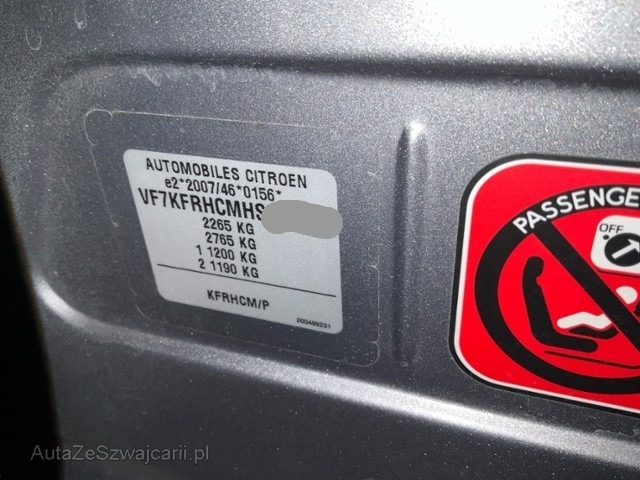 AUTOMOBILES CITROEN
e2*2007/46*0156*
VF7KFRHCMHS
2265 KG
2765 KG
1 1200 KG
2 1190 KG
KFRHCM/P
200499231
PASSENGE
OFF
AutaZeSzwajcarii.pl